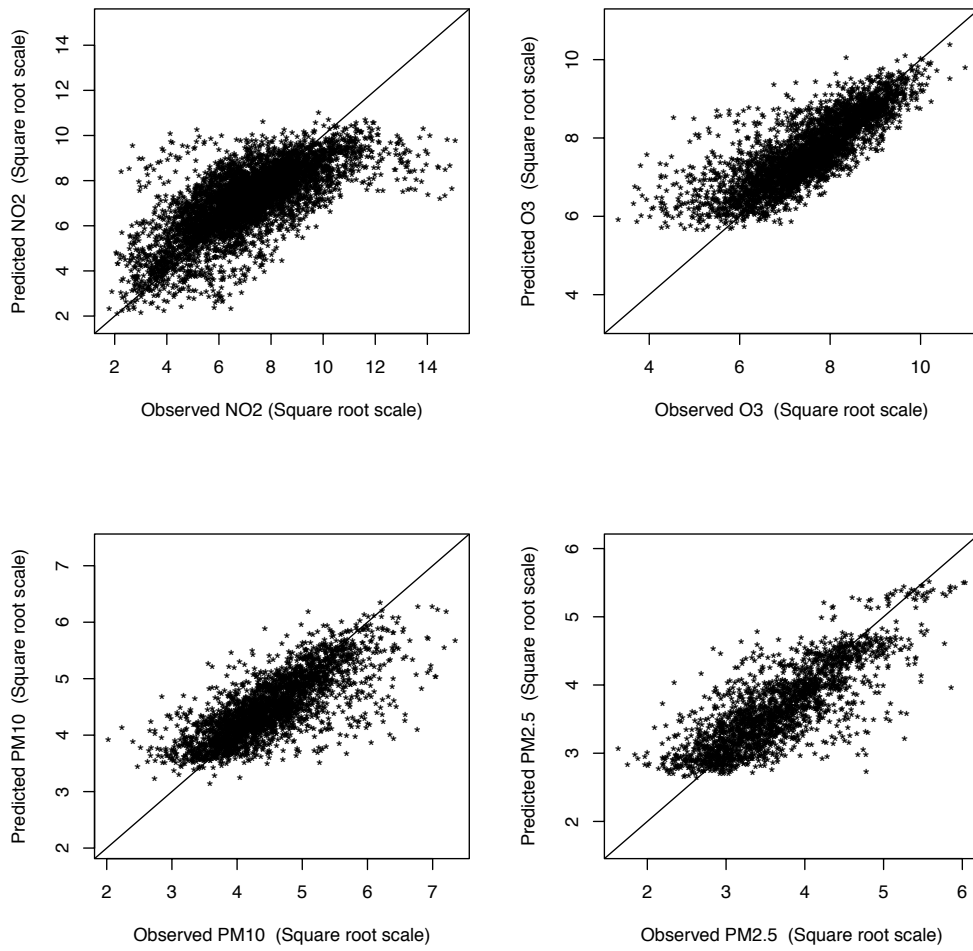 Predicted NO2 (Square root scale)
14
12
10
8
6
4
2
2 4 6 8 10 12 14
Observed NO2 (Square root scale)
Predicted O3 (Square root scale)
10
8
6
4
4 6 8 10
Observed O3 (Square root scale)
Predicted PM10 (Square root scale)
7
6
5
4
3
2
2 3 4 5 6 7
Observed PM10 (Square root scale)
Predicted PM2.5 (Square root scale)
6
5
4
3
2
2 3 4 5 6
Observed PM2.5 (Square root scale)